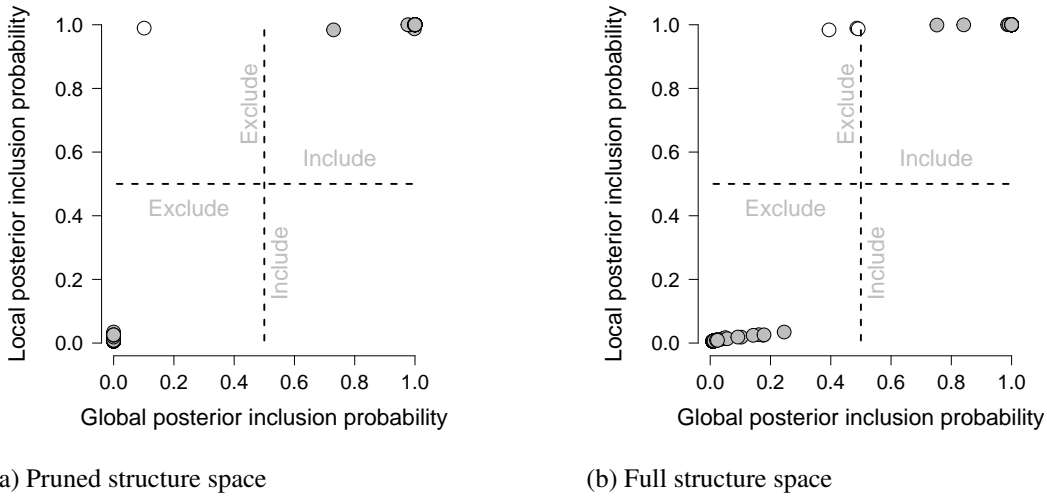 Local posterior inclusion probability
1.0
0.8
0.6
0.4
0.2
0.0
Exclude
Include
Exclude
Include
0.0 0.2 0.4 0.6 0.8 1.0
Global posterior inclusion probability
a) Pruned structure space
Local posterior inclusion probability
1.0
0.8
0.6
0.4
0.2
0.0
Exclude
Include
Exclude
Include
0.0 0.2 0.4 0.6 0.8 1.0
Global posterior inclusion probability
(b) Full structure space